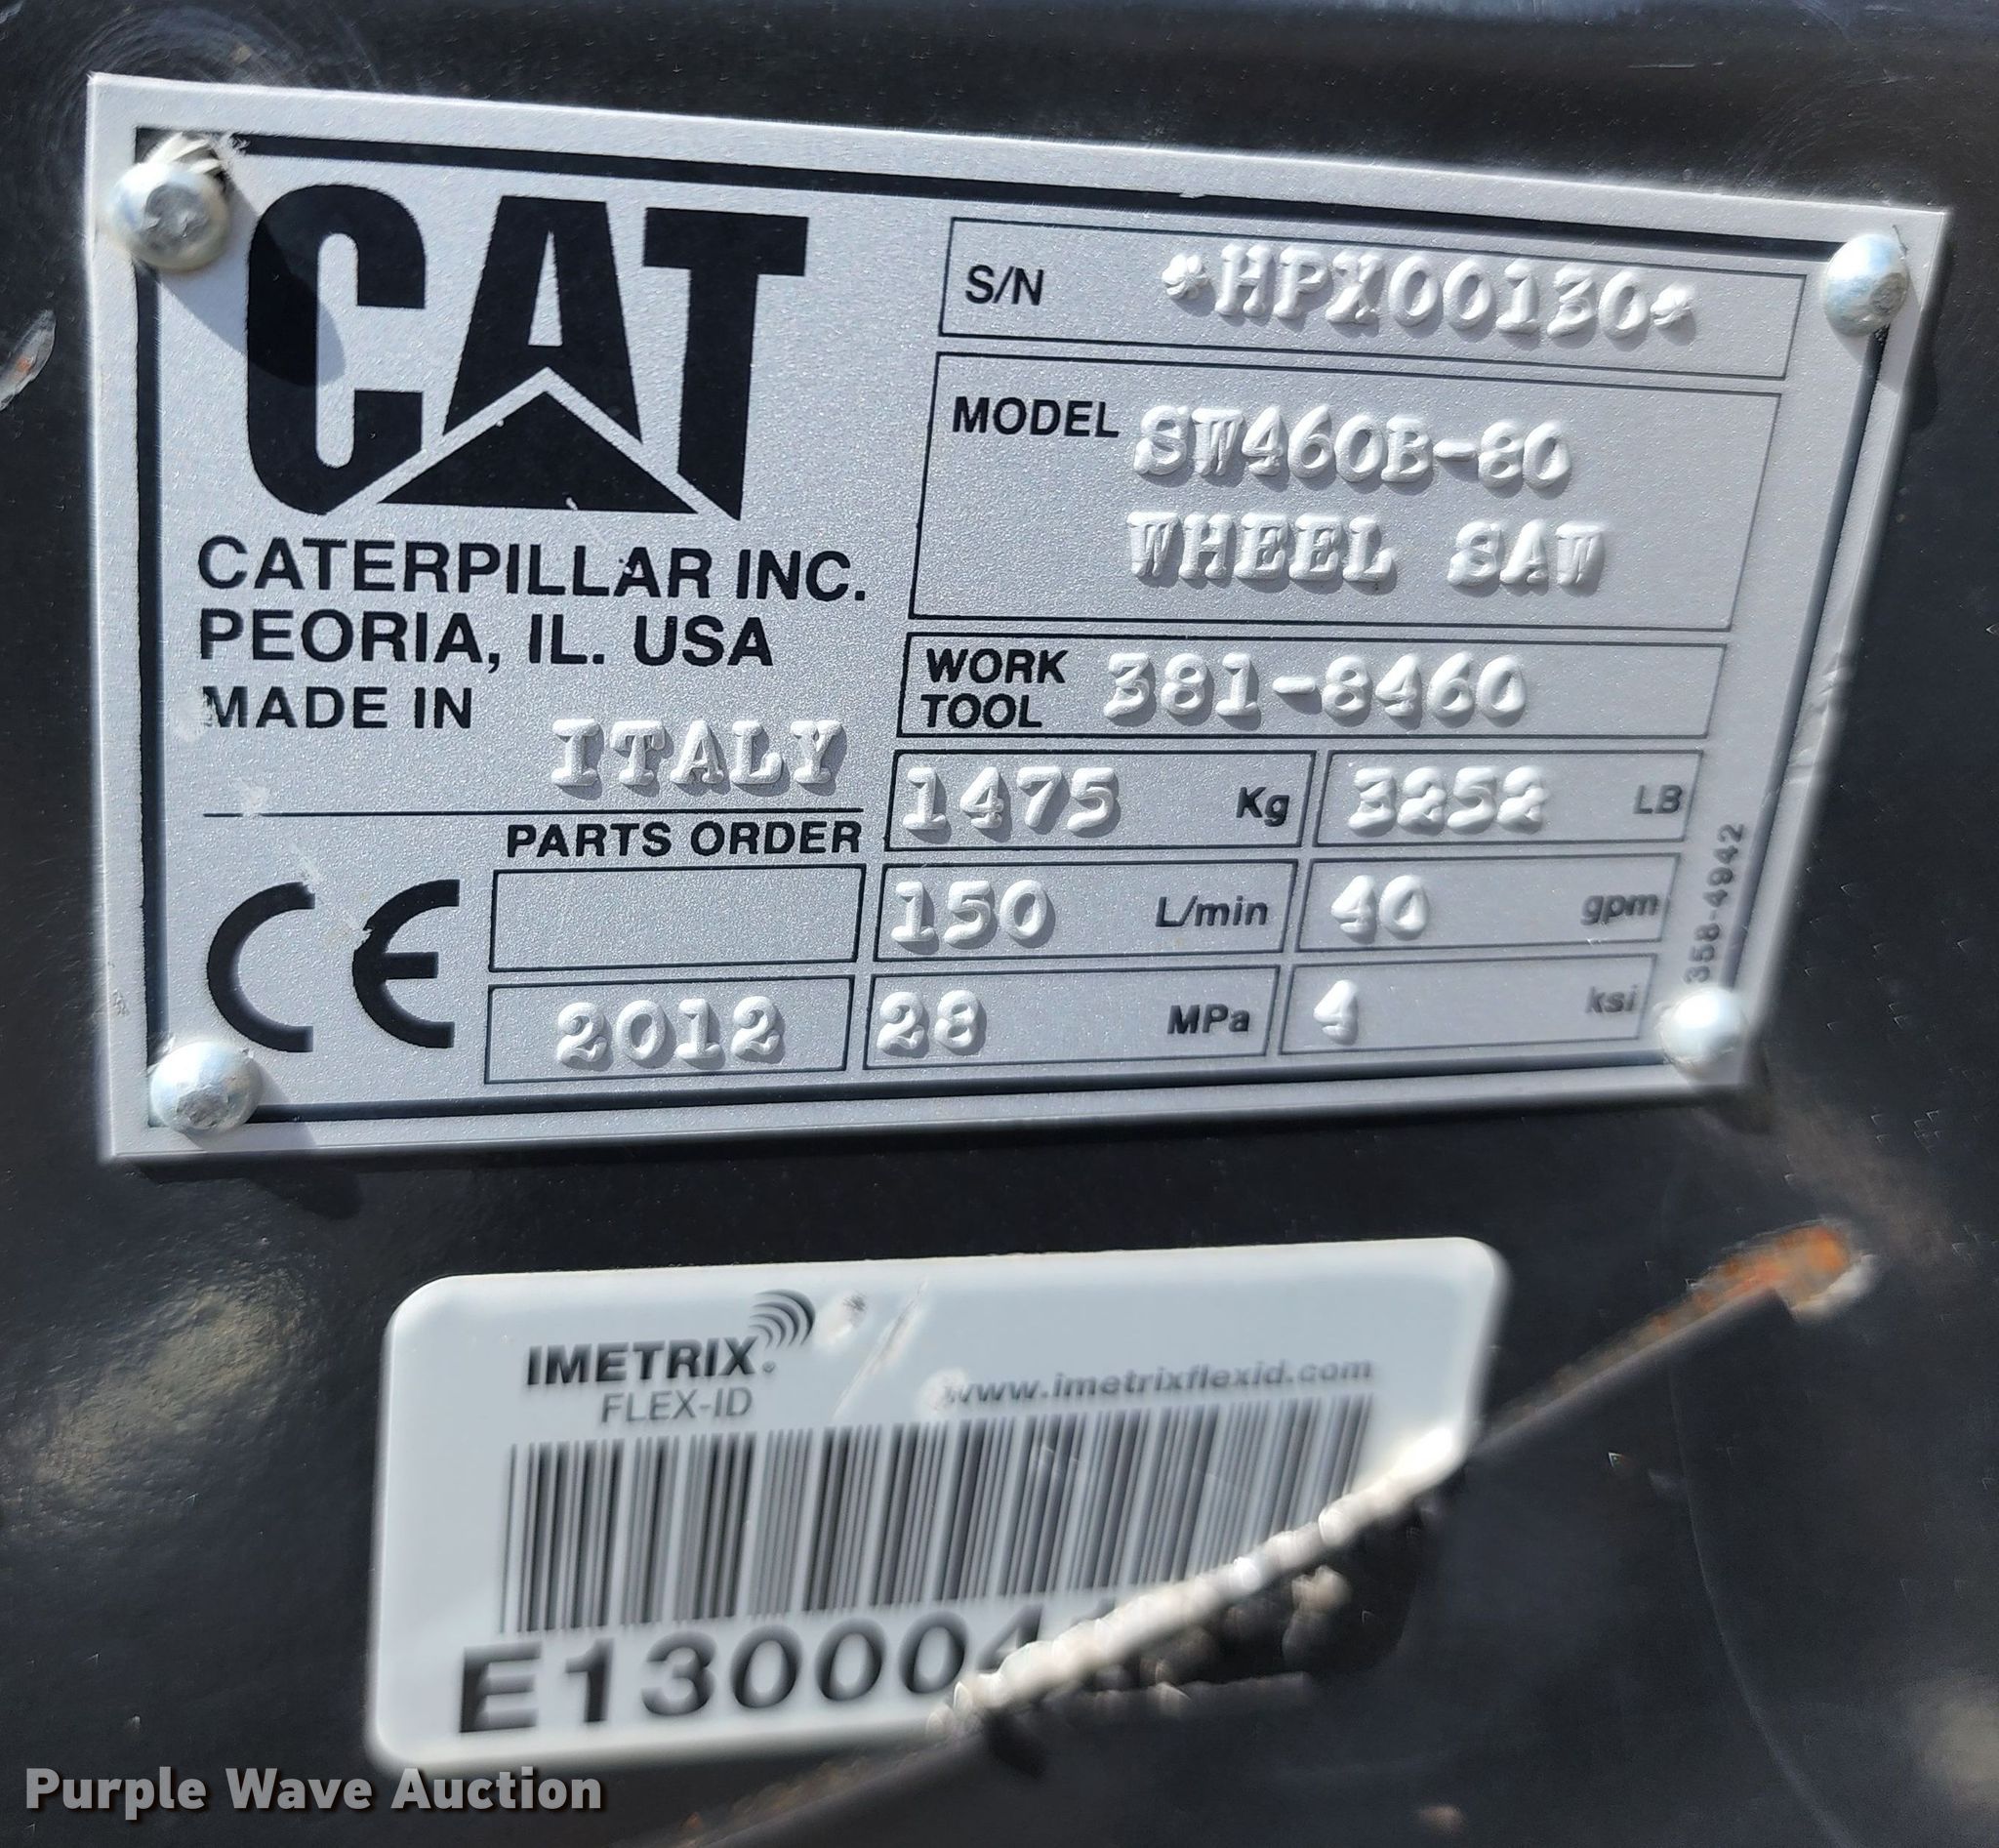 CAT
CATERPILLAR INC.
PEORIA, IL. USA
MADE IN
ITALY
PARTS ORDER
CE
2012
S/N *HPX00130*
MODEL SW460B-80
WHEEL SAW
WORK TOOL 381-8460
1475 Kg 3252 LB
150 L/min 40 gpm
28 MPa 4 ksi
358-4942
IMETRIX.
FLEX-ID
www.imetrixflexid.com
Purple Wave Auction